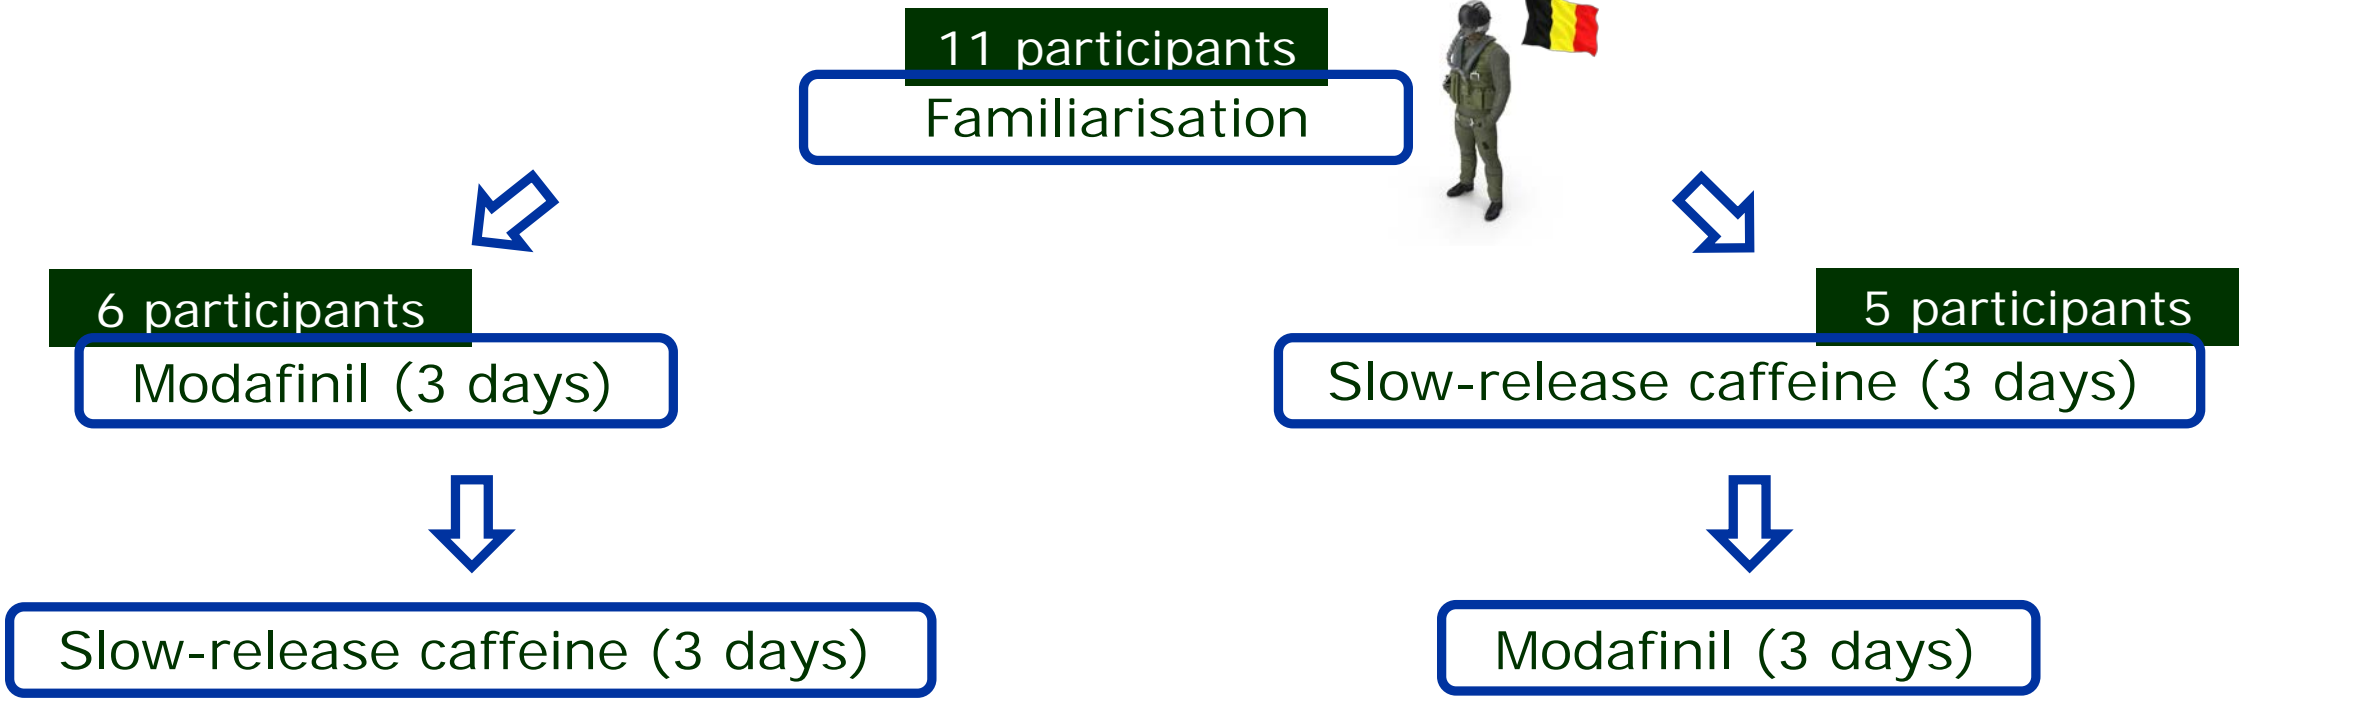 11 participants
Familiarisation
6 participants
5 participants
Modafinil (3 days)
Slow-release caffeine (3 days)
Slow-release caffeine (3 days)
Modafinil (3 days)